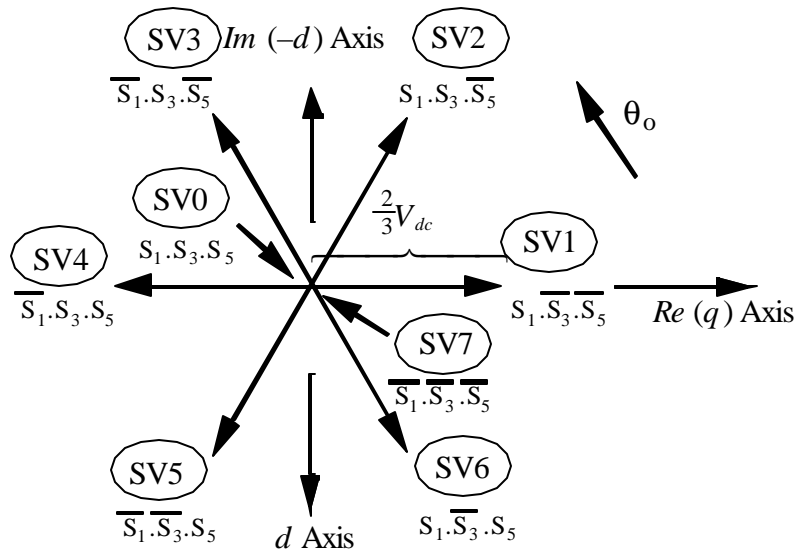 SV3
Im (–d) Axis
SV2
S̅₁.S₃.S̅₅
S₁.S₃.S̅₅
θₒ
SV0
2/3 V_dc
SV1
SV4
S₁.S₃.S₅
S̅₁.S₃.S₅
S₁.S̅₃.S̅₅
Re (q) Axis
SV7
S̅₁.S̅₃.S̅₅
SV5
SV6
S̅₁.S̅₃.S₅
S₁.S̅₃.S₅
d Axis